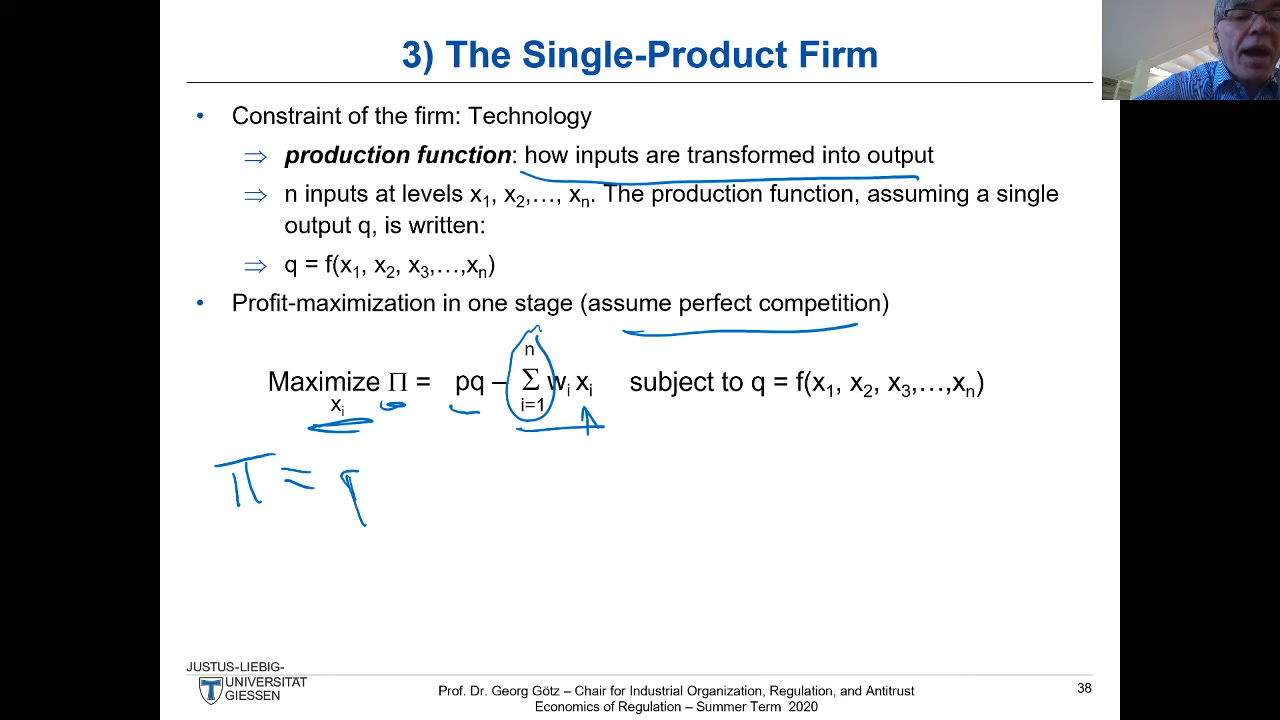 3) The Single-Product Firm
• Constraint of the firm: Technology
⇒ production function: how inputs are transformed into output
⇒ n inputs at levels x₁, x₂,…, xₙ. The production function, assuming a single
output q, is written:
⇒ q = f(x₁, x₂, x₃,…,xₙ)
• Profit-maximization in one stage (assume perfect competition)
n
Maximize Π = pq – Σ wᵢ xᵢ subject to q = f(x₁, x₂, x₃,…,xₙ)
xᵢ i=1
π =
JUSTUS-LIEBIG-
UNIVERSITÄT
GIESSEN
Prof. Dr. Georg Götz – Chair for Industrial Organization, Regulation, and Antitrust
Economics of Regulation – Summer Term 2020
38